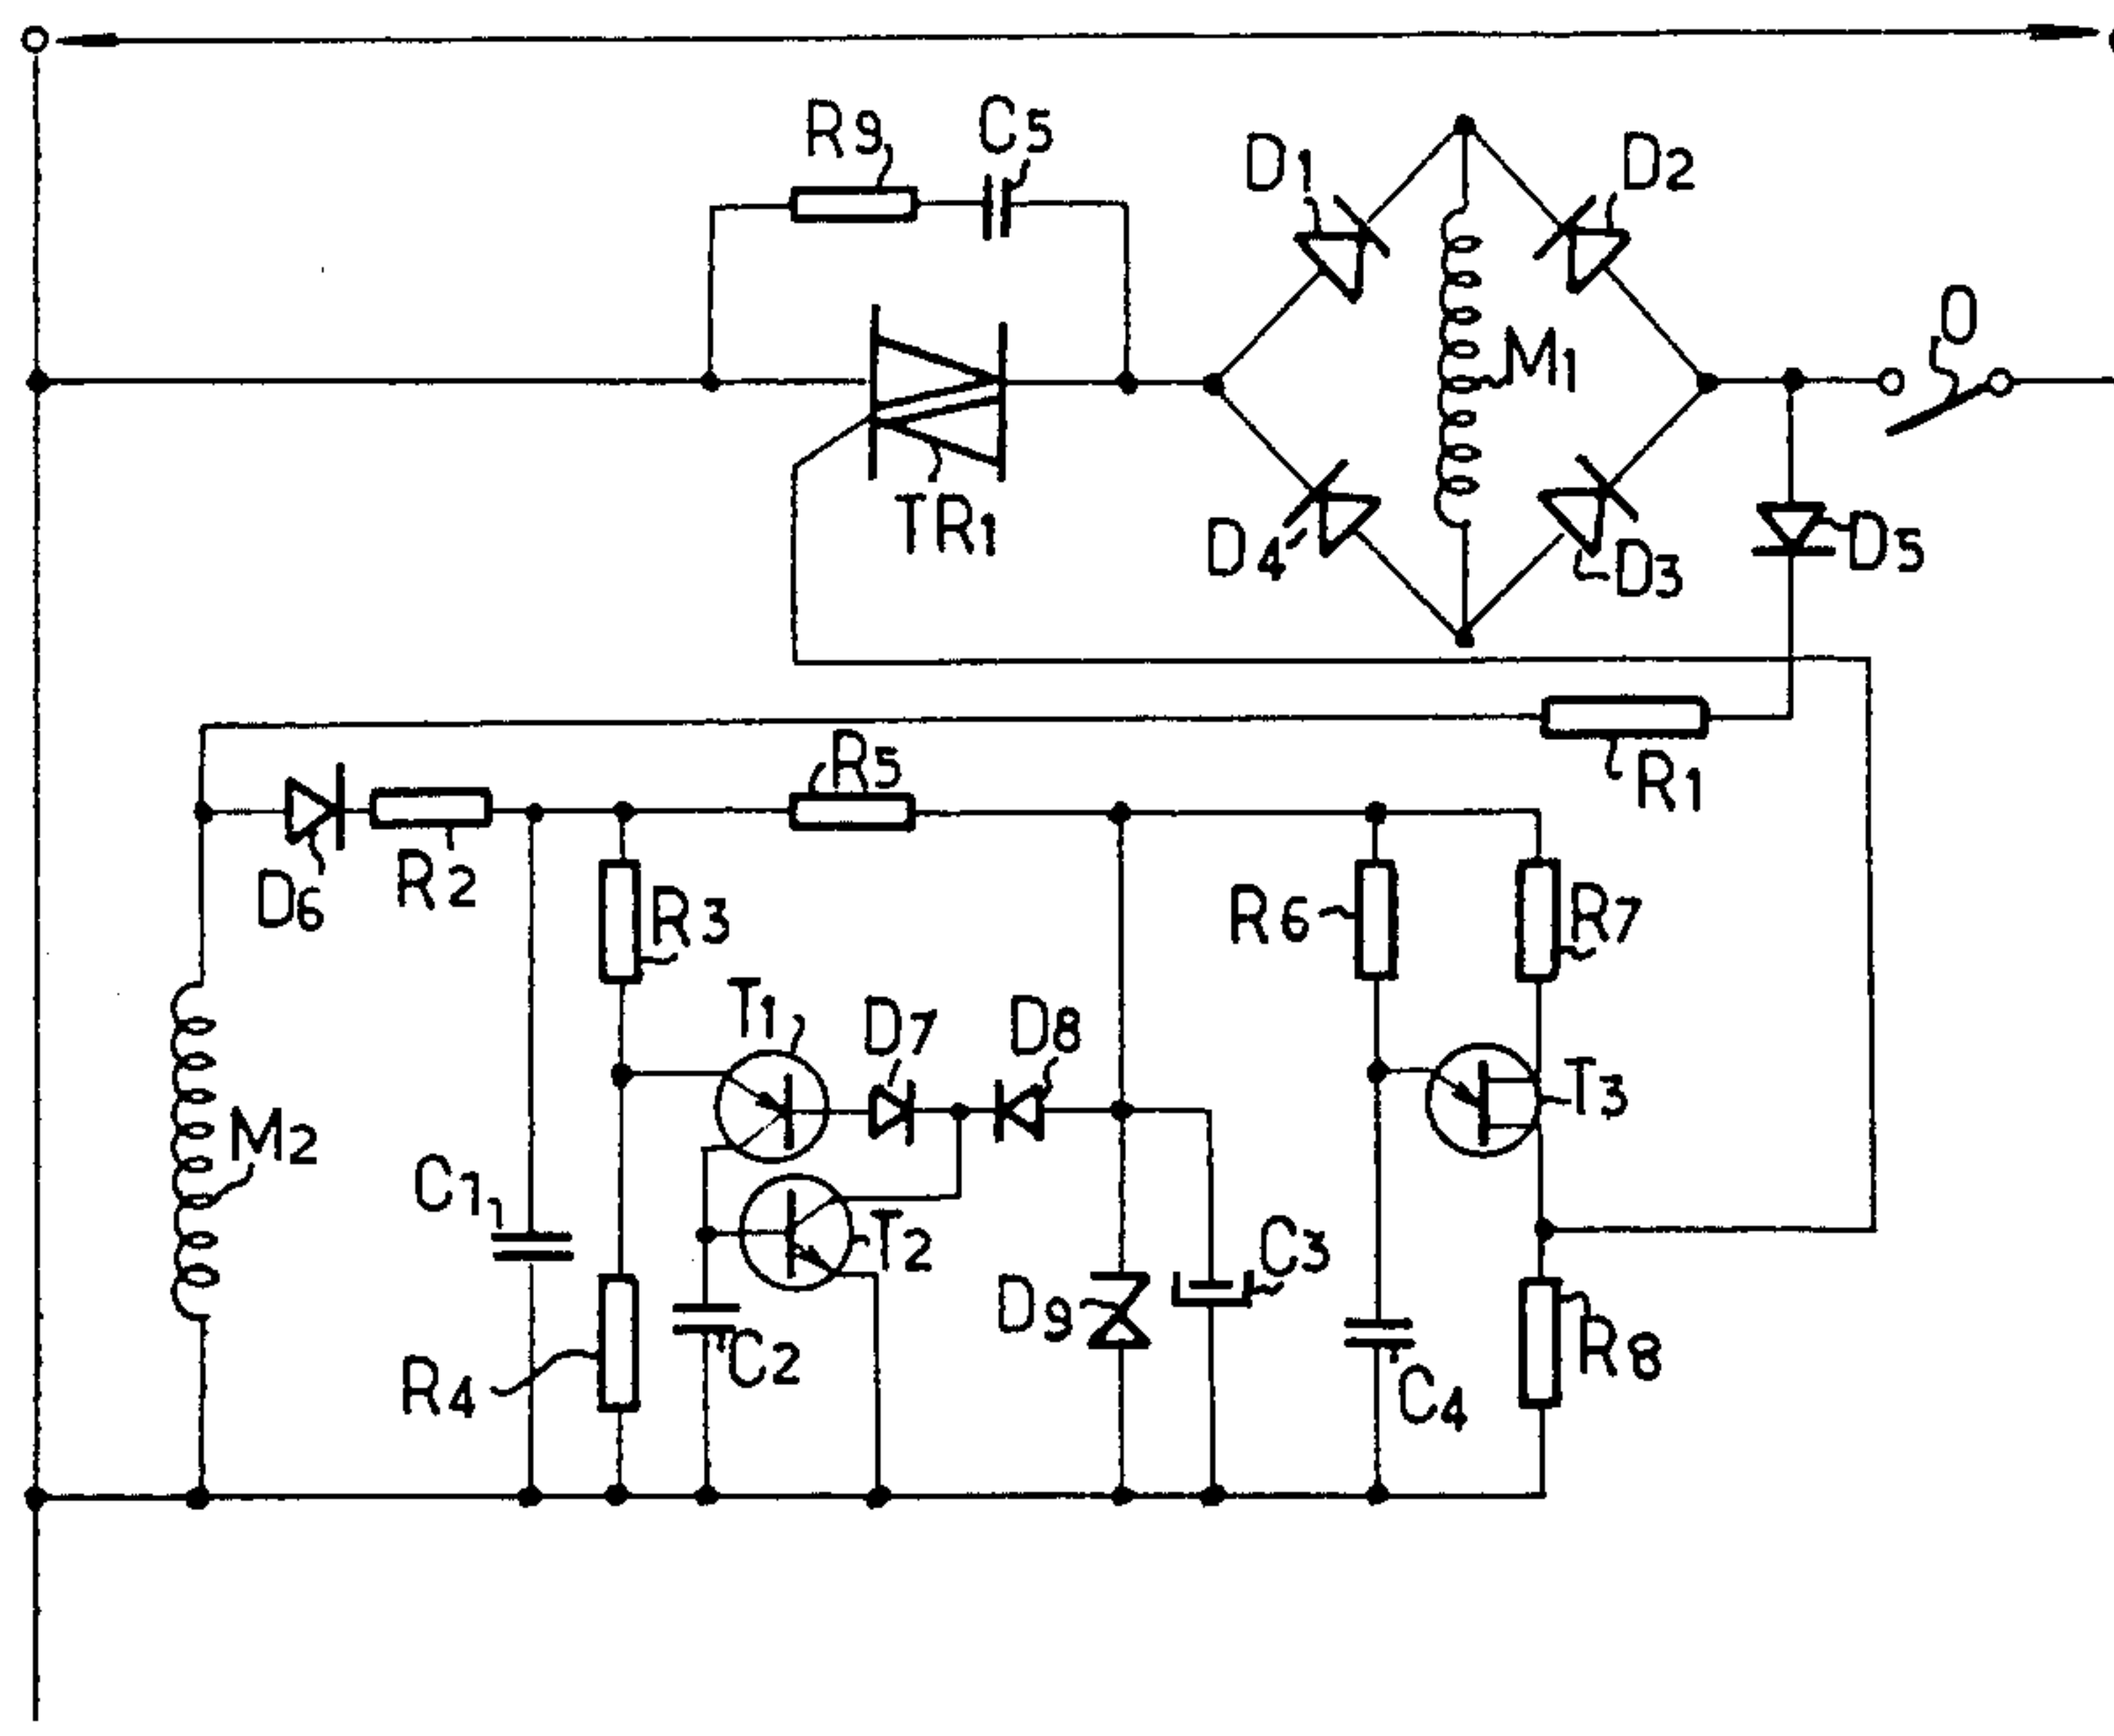 R9
C5
D1
D2
O
M1
TR1
D4
D3
D5
R5
R1
D6
R2
R3
R6
R7
T1
D7
D8
T3
M2
C1
T2
C3
D9
C2
R4
C4
R8